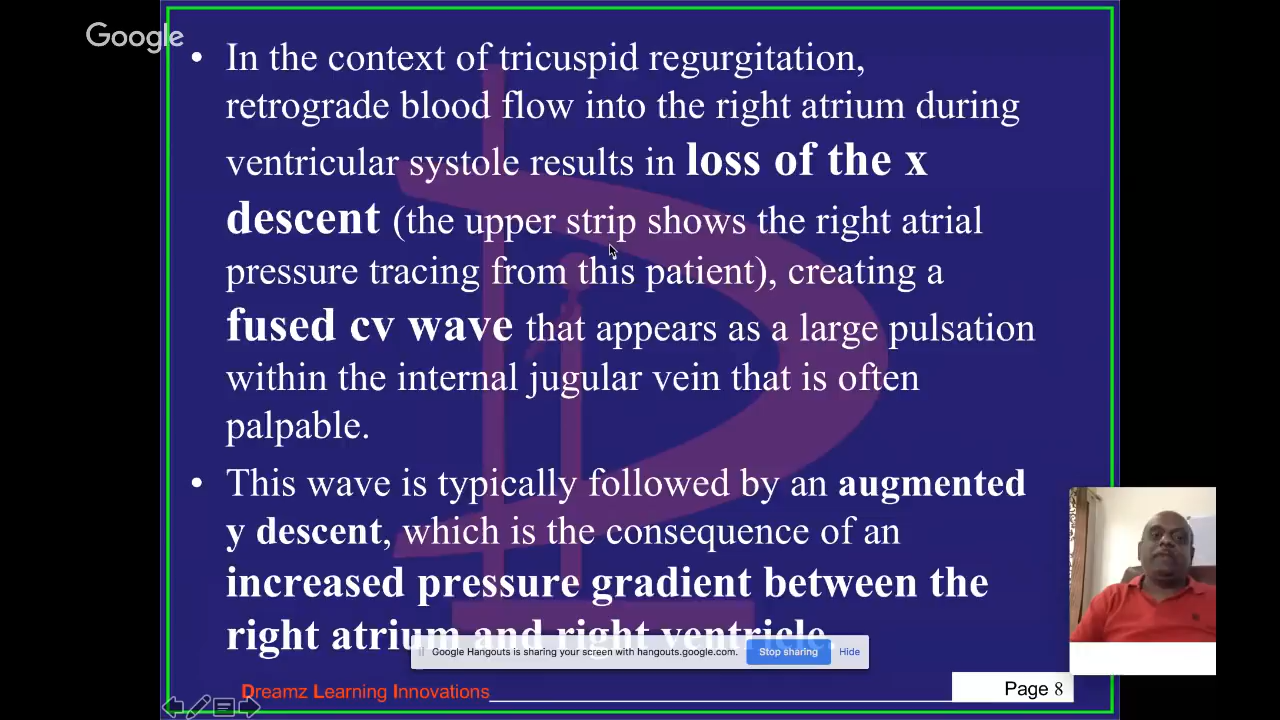 Google
• In the context of tricuspid regurgitation,
retrograde blood flow into the right atrium during
ventricular systole results in loss of the x
descent (the upper strip shows the right atrial
pressure tracing from this patient), creating a
fused cv wave that appears as a large pulsation
within the internal jugular vein that is often
palpable.
• This wave is typically followed by an augmented
y descent, which is the consequence of an
increased pressure gradient between the
right atrium and right ventricle.
Google Hangouts is sharing your screen with hangouts.google.com. Stop sharing Hide
Dreamz Learning Innovations
Page 8